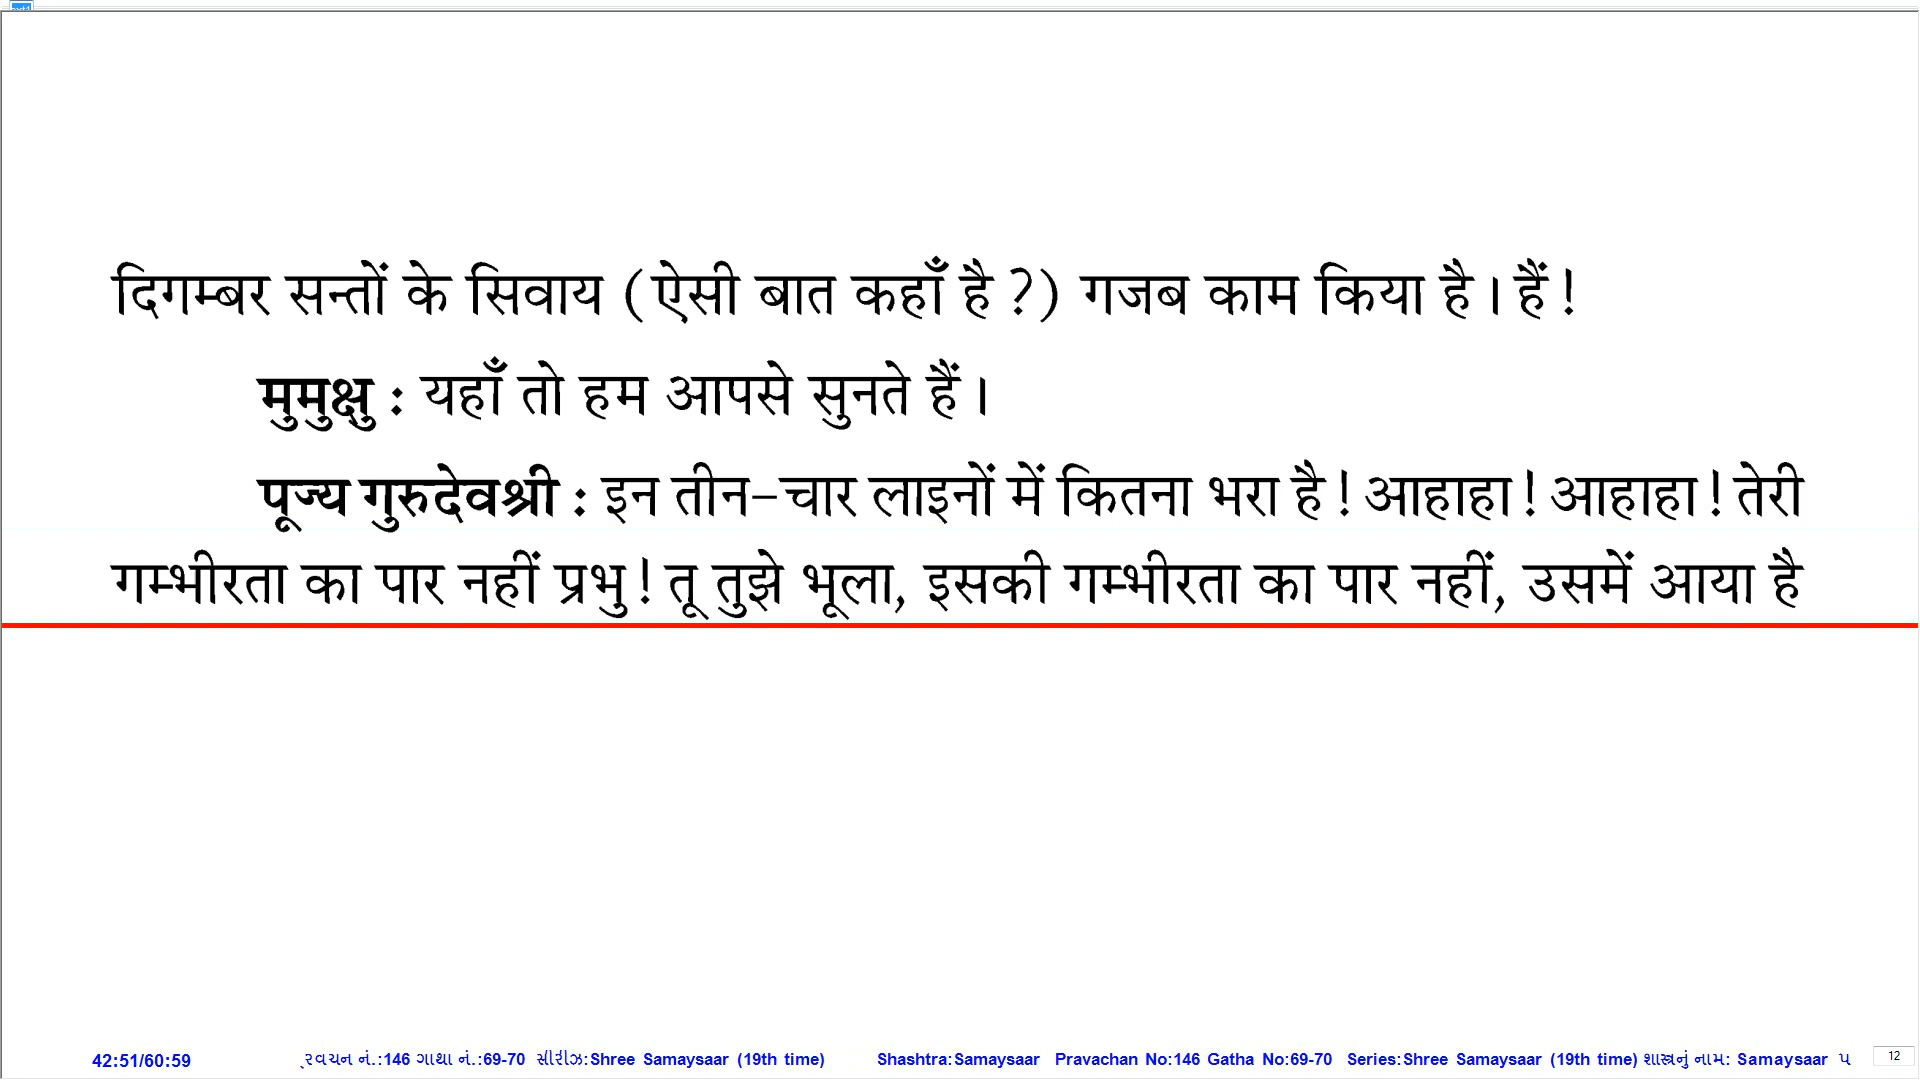 दिगम्बर सन्तों के सिवाय (ऐसी बात कहाँ है ?) गजब काम किया है । हैं !
मुमुक्षु : यहाँ तो हम आपसे सुनते हैं ।
पूज्य गुरुदेवश्री : इन तीन-चार लाइनों में कितना भरा है ! आहाहा ! आहाहा ! तेरी
गम्भीरता का पार नहीं प्रभु ! तू तुझे भूला, इसकी गम्भीरता का पार नहीं, उसमें आया है
42:51/60:59 રવચન નં.:146 ગાથા નં.:69-70 સીરીઝ:Shree Samaysaar (19th time) Shashtra:Samaysaar Pravachan No:146 Gatha No:69-70 Series:Shree Samaysaar (19th time) શાસ્ત્રનું નામ: Samaysaar 12